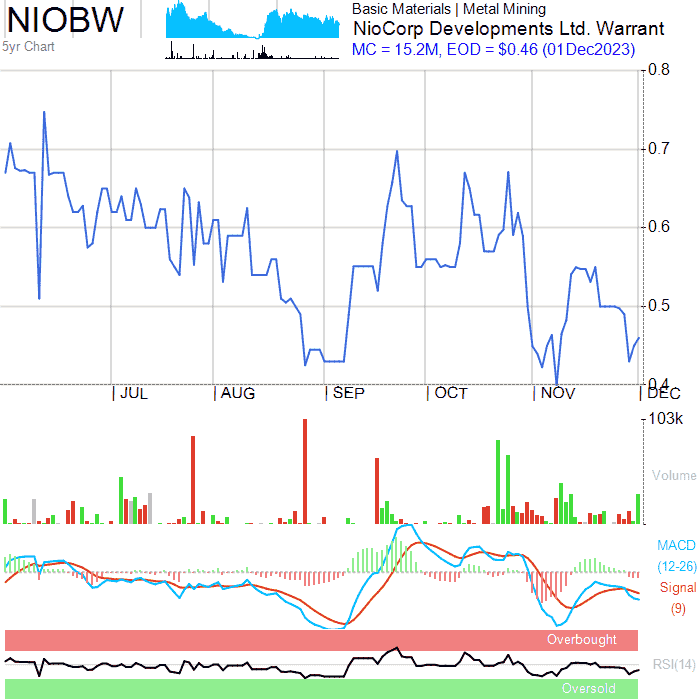 NIOBW
5yr Chart
Basic Materials | Metal Mining
NioCorp Developments Ltd. Warrant
MC = 15.2M, EOD = $0.46 (01Dec2023)
0.8
0.7
0.6
0.5
0.4
JUL AUG SEP OCT NOV DEC
103k
Volume
MACD
(12-26)
Signal
(9)
Overbought
RSI(14)
Oversold